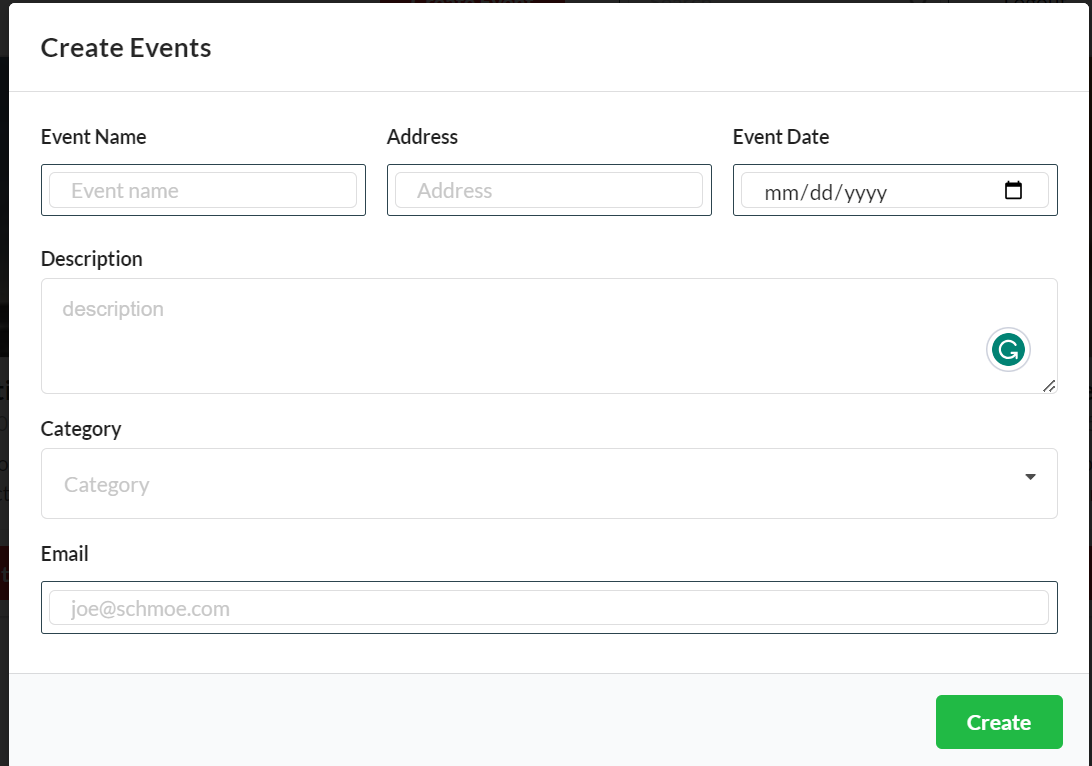 Create Events
Event Name Address Event Date
Event name Address mm/dd/yyyy
Description
description
Category
Category
Email
joe@schmoe.com
Create